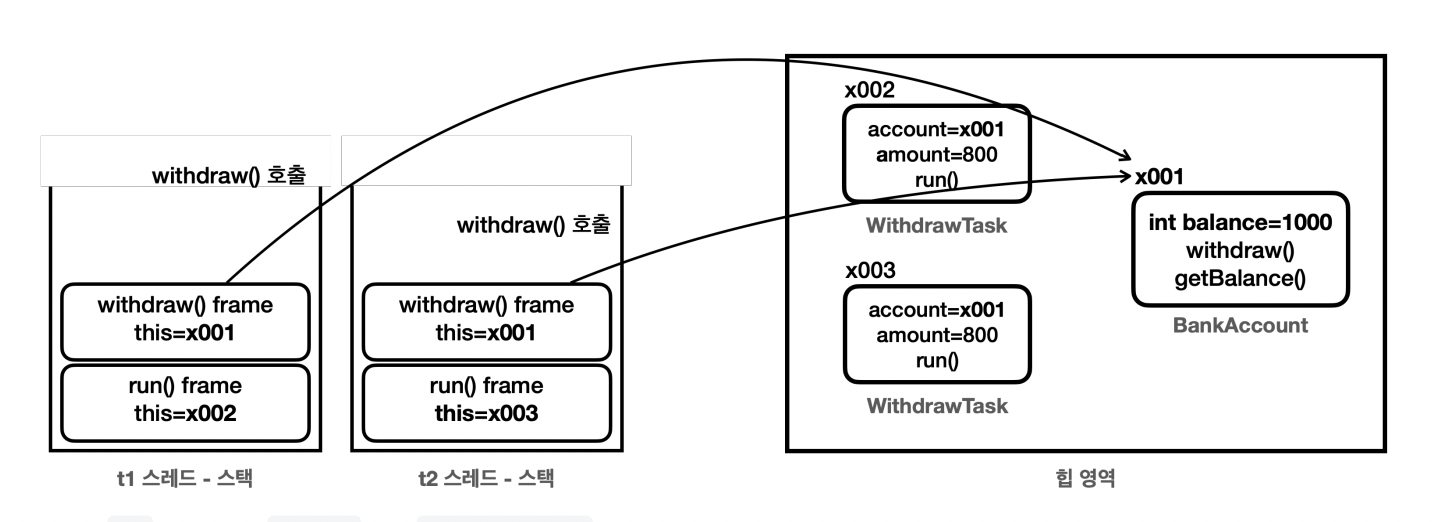 withdraw() 호출
withdraw() frame
this=x001
run() frame
this=x002
t1 스레드 - 스택
withdraw() 호출
withdraw() frame
this=x001
run() frame
this=x003
t2 스레드 - 스택
x002
account=x001
amount=800
run()
WithdrawTask
x003
account=x001
amount=800
run()
WithdrawTask
x001
int balance=1000
withdraw()
getBalance()
BankAccount
힙 영역